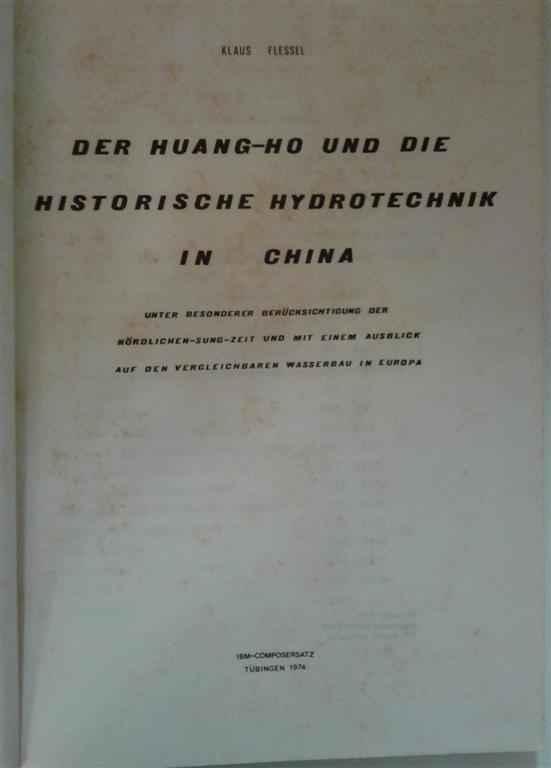 KLAUS FLESSEL
DER HUANG-HO UND DIE
HISTORISCHE HYDROTECHNIK
IN CHINA
UNTER BESONDERER BERÜCKSICHTIGUNG DER
NÖRDLICHEN-SUNG-ZEIT UND MIT EINEM AUSBLICK
AUF DEN VERGLEICHBAREN WASSERBAU IN EUROPA
IBM-COMPOSERSATZ
TÜBINGEN 1974